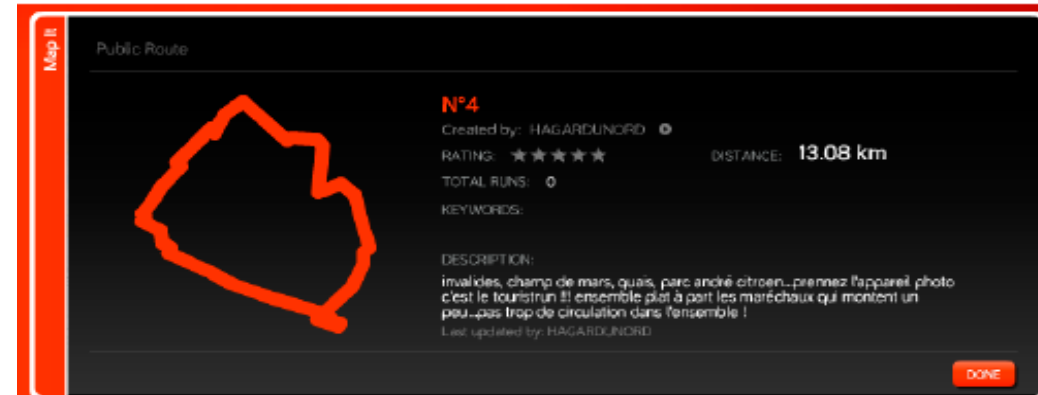 Map It
Public Route
N°4
Created by: HAGARDUNORD
RATING:
DISTANCE: 13.08 km
TOTAL RUNS: 0
KEYWORDS:
DESCRIPTION:
invalides, champ de mars, quais, parc andré citroen...prennez l'appareil photo
c'est le touristrun !!! ensemble plat à part les maréchaux qui montent un
peu...pas trop de circulation dans l'ensemble !
Last updated by: HAGARDUNORD
DONE